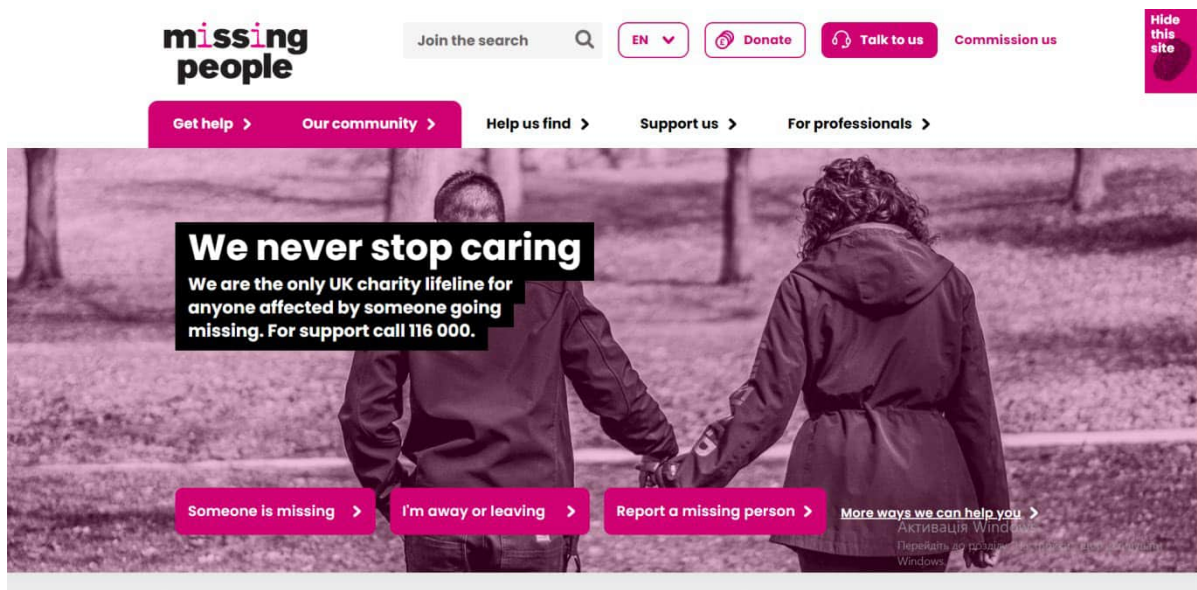 missing
people
Join the search
EN
Donate
Talk to us
Commission us
Hide
this
site
Get help
Our community
Help us find
Support us
For professionals
We never stop caring
We are the only UK charity lifeline for
anyone affected by someone going
missing. For support call 116 000.
Someone is missing
I'm away or leaving
Report a missing person
More ways we can help you
Активація Windows
Перейдіть до розділу
Windows.